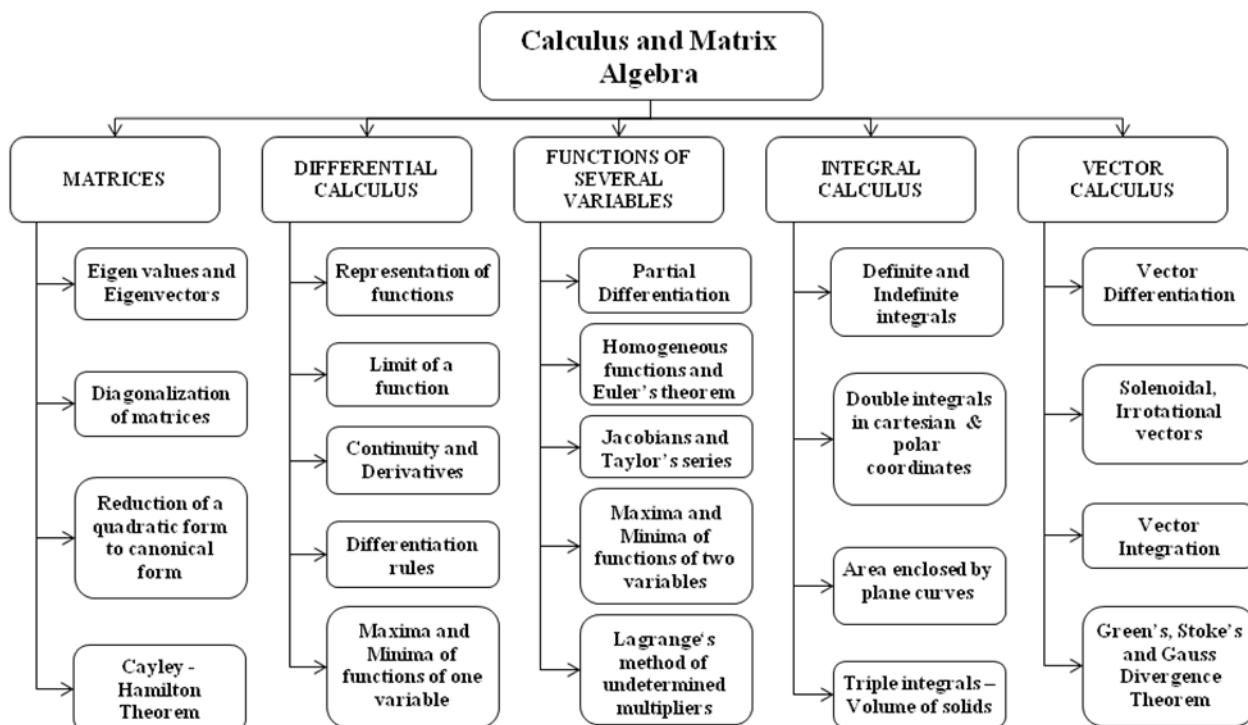 Calculus and Matrix
Algebra
MATRICES
Eigen values and
Eigenvectors
Diagonalization
of matrices
Reduction of a
quadratic form
to canonical
form
Cayley -
Hamilton
Theorem
DIFFERENTIAL
CALCULUS
Representation of
functions
Limit of a
function
Continuity and
Derivatives
Differentiation
rules
Maxima and
Minima of
functions of one
variable
FUNCTIONS OF
SEVERAL
VARIABLES
Partial
Differentiation
Homogeneous
functions and
Euler’s theorem
Jacobians and
Taylor’s series
Maxima and
Minima of
functions of two
variables
Lagrange‘s
method of
undetermined
multipliers
INTEGRAL
CALCULUS
Definite and
Indefinite
integrals
Double integrals
in cartesian &
polar
coordinates
Area enclosed by
plane curves
Triple integrals –
Volume of solids
VECTOR
CALCULUS
Vector
Differentiation
Solenoidal,
Irrotational
vectors
Vector
Integration
Green’s, Stoke’s
and Gauss
Divergence
Theorem